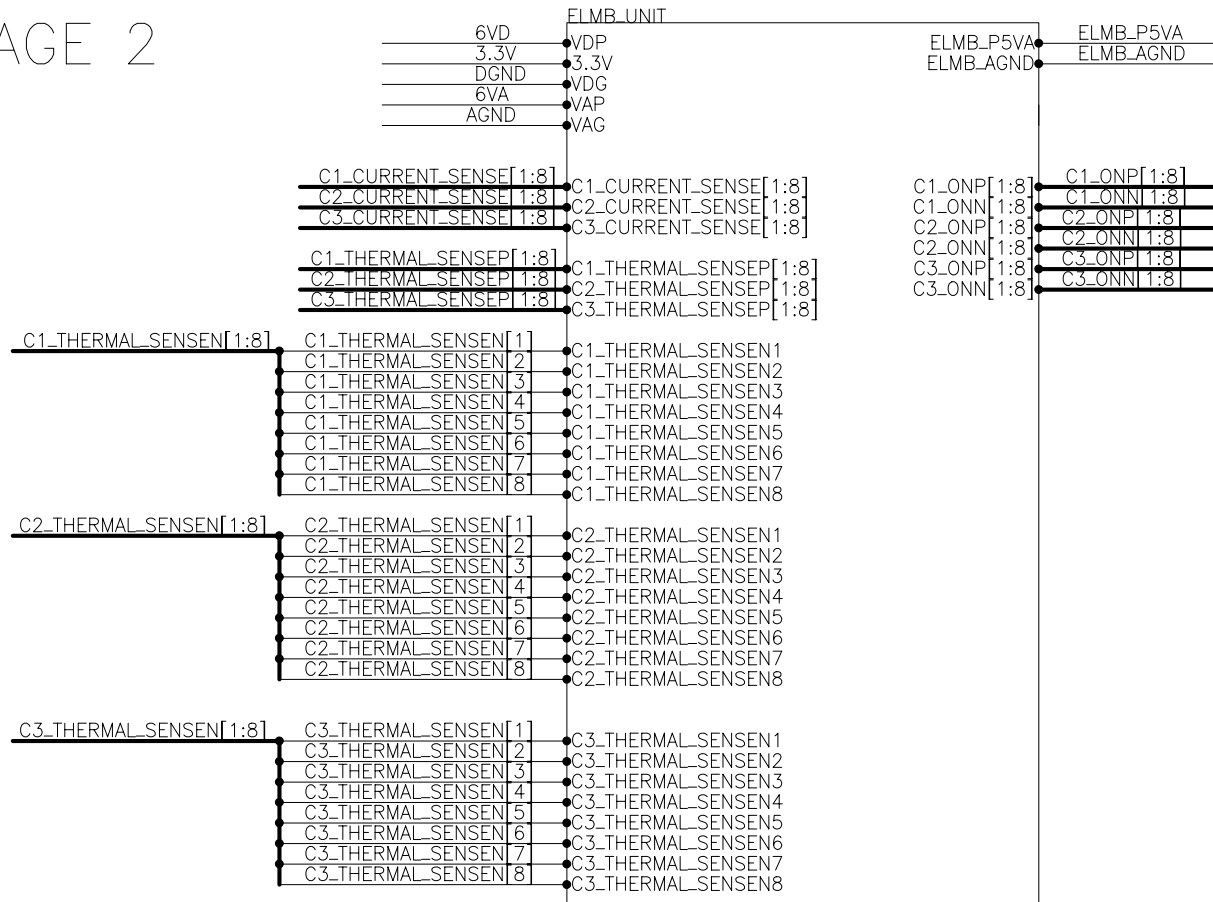 AGE 2
ELMB_UNIT
6VD VDP ELMB_P5VA ELMB_P5VA
3.3V 3.3V ELMB_AGND ELMB_AGND
DGND VDG
6VA VAP
AGND VAG
C1_CURRENT_SENSE[1:8] C1_CURRENT_SENSE[1:8] C1_ONP[1:8] C1_ONP[1:8]
C2_CURRENT_SENSE[1:8] C2_CURRENT_SENSE[1:8] C1_ONN[1:8] C1_ONN[1:8]
C3_CURRENT_SENSE[1:8] C3_CURRENT_SENSE[1:8] C2_ONP[1:8] C2_ONP[1:8]
C2_ONN[1:8] C2_ONN[1:8]
C1_THERMAL_SENSEP[1:8] C1_THERMAL_SENSEP[1:8] C3_ONP[1:8] C3_ONP[1:8]
C2_THERMAL_SENSEP[1:8] C2_THERMAL_SENSEP[1:8] C3_ONN[1:8] C3_ONN[1:8]
C3_THERMAL_SENSEP[1:8] C3_THERMAL_SENSEP[1:8]
C1_THERMAL_SENSEN[1:8] C1_THERMAL_SENSEN[1] C1_THERMAL_SENSEN1
C1_THERMAL_SENSEN[2] C1_THERMAL_SENSEN2
C1_THERMAL_SENSEN[3] C1_THERMAL_SENSEN3
C1_THERMAL_SENSEN[4] C1_THERMAL_SENSEN4
C1_THERMAL_SENSEN[5] C1_THERMAL_SENSEN5
C1_THERMAL_SENSEN[6] C1_THERMAL_SENSEN6
C1_THERMAL_SENSEN[7] C1_THERMAL_SENSEN7
C1_THERMAL_SENSEN[8] C1_THERMAL_SENSEN8
C2_THERMAL_SENSEN[1:8] C2_THERMAL_SENSEN[1] C2_THERMAL_SENSEN1
C2_THERMAL_SENSEN[2] C2_THERMAL_SENSEN2
C2_THERMAL_SENSEN[3] C2_THERMAL_SENSEN3
C2_THERMAL_SENSEN[4] C2_THERMAL_SENSEN4
C2_THERMAL_SENSEN[5] C2_THERMAL_SENSEN5
C2_THERMAL_SENSEN[6] C2_THERMAL_SENSEN6
C2_THERMAL_SENSEN[7] C2_THERMAL_SENSEN7
C2_THERMAL_SENSEN[8] C2_THERMAL_SENSEN8
C3_THERMAL_SENSEN[1:8] C3_THERMAL_SENSEN[1] C3_THERMAL_SENSEN1
C3_THERMAL_SENSEN[2] C3_THERMAL_SENSEN2
C3_THERMAL_SENSEN[3] C3_THERMAL_SENSEN3
C3_THERMAL_SENSEN[4] C3_THERMAL_SENSEN4
C3_THERMAL_SENSEN[5] C3_THERMAL_SENSEN5
C3_THERMAL_SENSEN[6] C3_THERMAL_SENSEN6
C3_THERMAL_SENSEN[7] C3_THERMAL_SENSEN7
C3_THERMAL_SENSEN[8] C3_THERMAL_SENSEN8